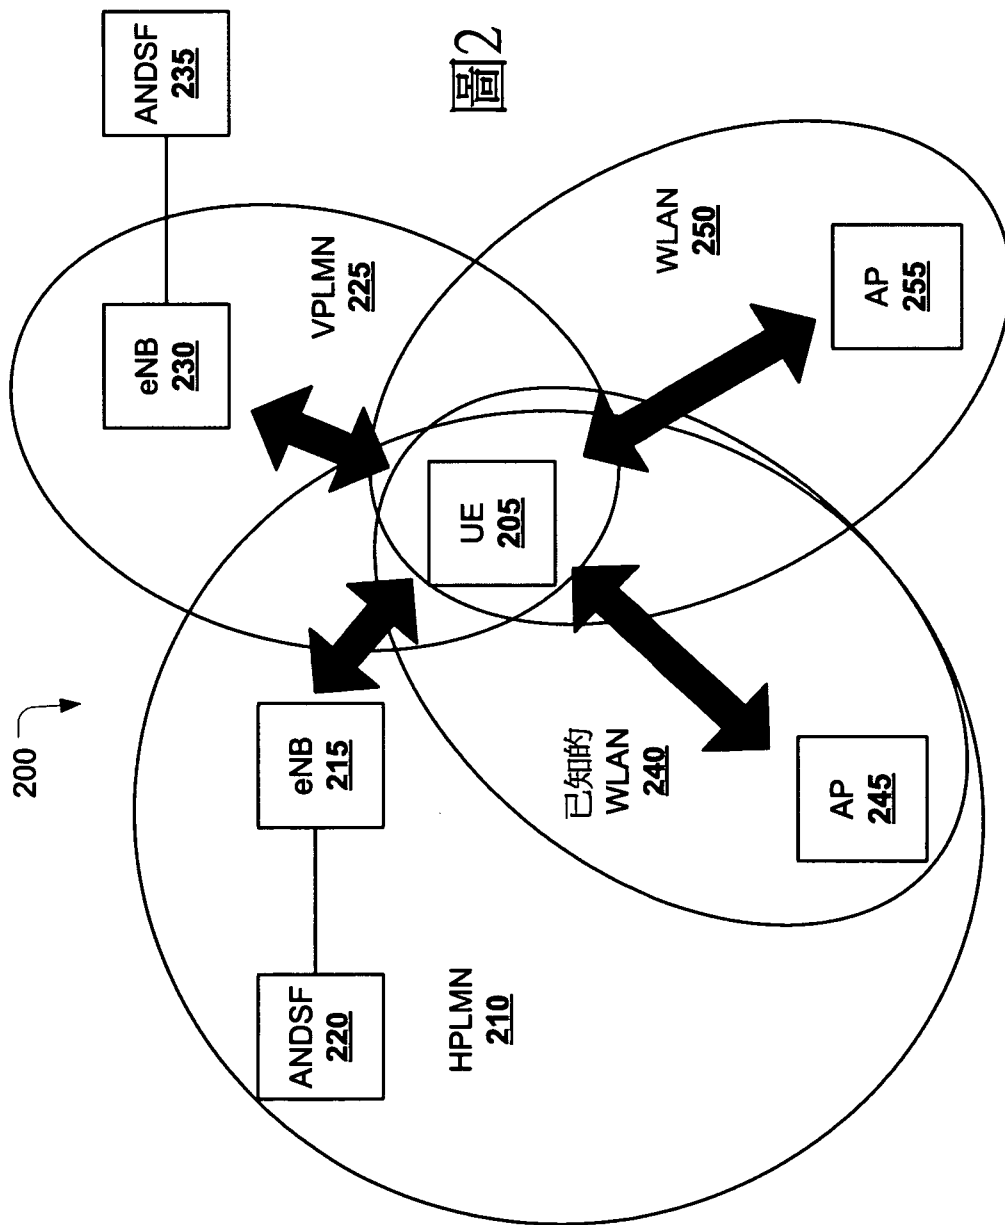 200
ANDSF
220
eNB
215
eNB
230
ANDSF
235
HPLMN
210
VPLMN
225
UE
205
已知的
WLAN
240
WLAN
250
AP
245
AP
255
圖2